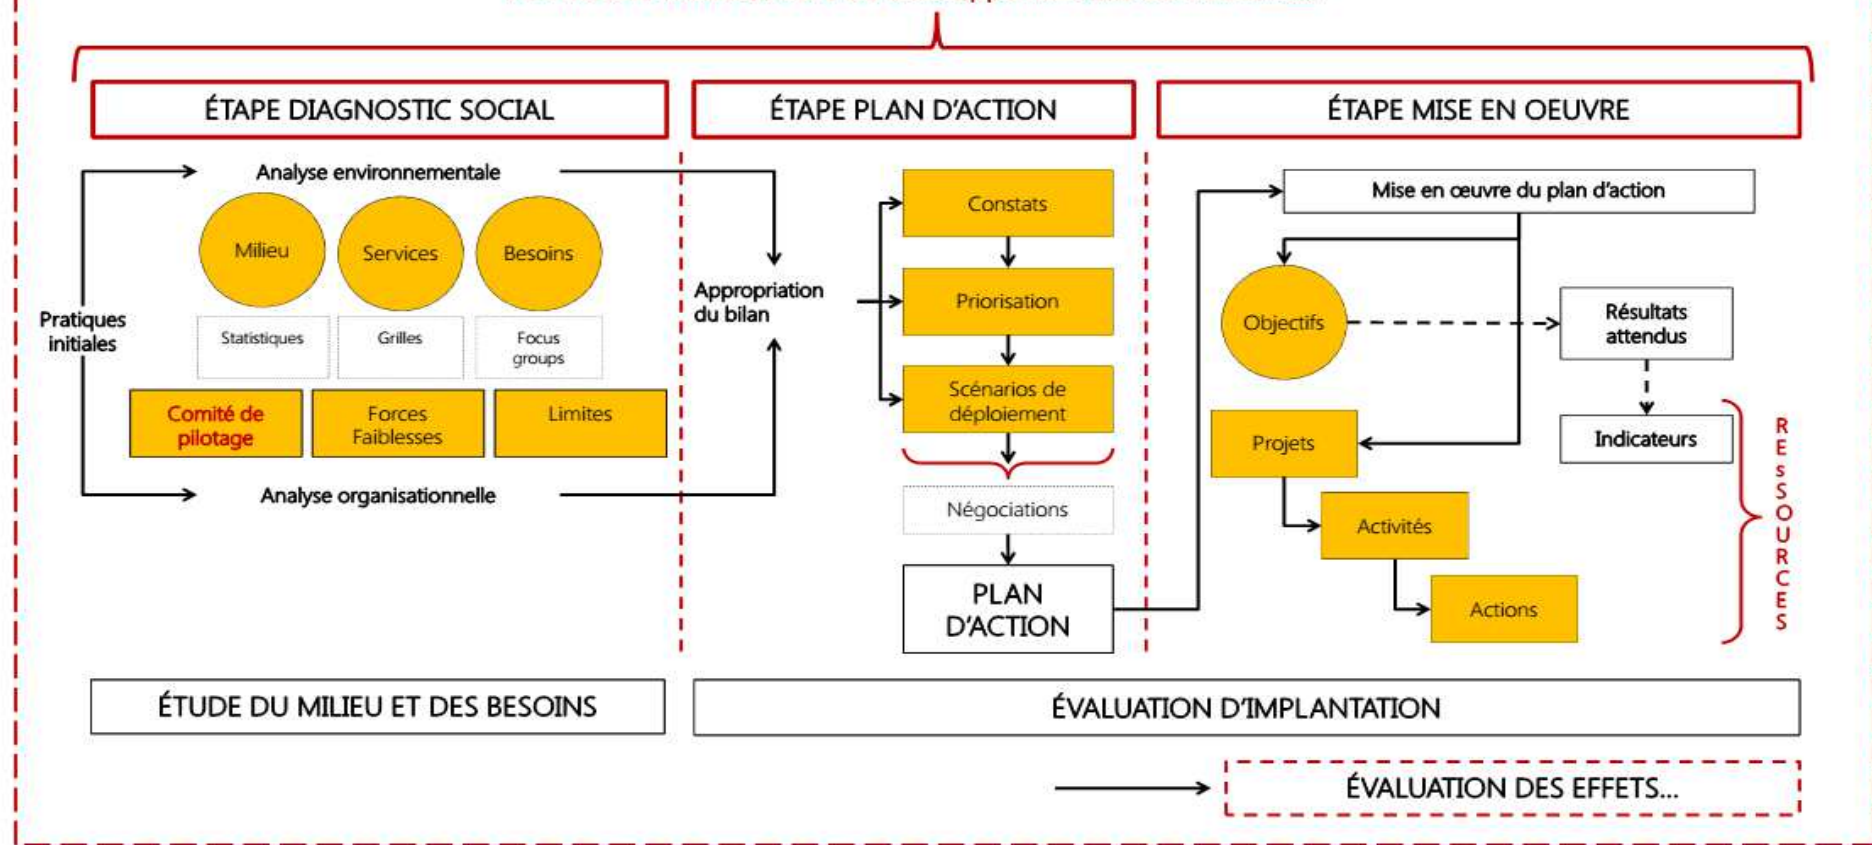 ÉTAPE DIAGNOSTIC SOCIAL
ÉTAPE PLAN D'ACTION
ÉTAPE MISE EN OEUVRE
Pratiques
initiales
Analyse environnementale
Milieu
Services
Besoins
Statistiques
Grilles
Focus
groups
Comité de
pilotage
Forces
Faiblesses
Limites
Analyse organisationnelle
Appropriation
du bilan
Constats
Priorisation
Scénarios de
déploiement
Négociations
PLAN
D'ACTION
Mise en œuvre du plan d'action
Objectifs
Résultats
attendus
Indicateurs
Projets
Activités
Actions
REsSOURCES
ÉTUDE DU MILIEU ET DES BESOINS
ÉVALUATION D'IMPLANTATION
ÉVALUATION DES EFFETS...